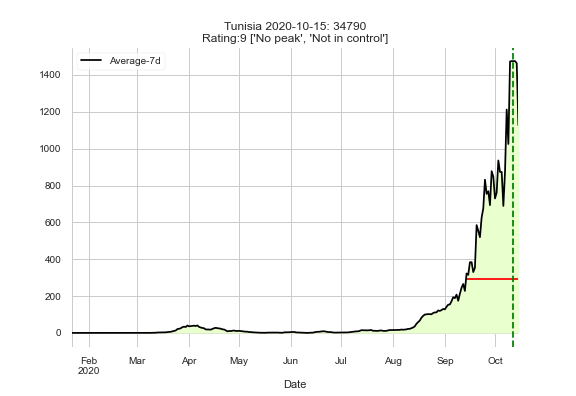 Tunisia 2020-10-15: 34790
Rating:9 ['No peak', 'Not in control']
Average-7d
1400
1200
1000
800
600
400
200
0
Feb Mar Apr May Jun Jul Aug Sep Oct
2020
Date